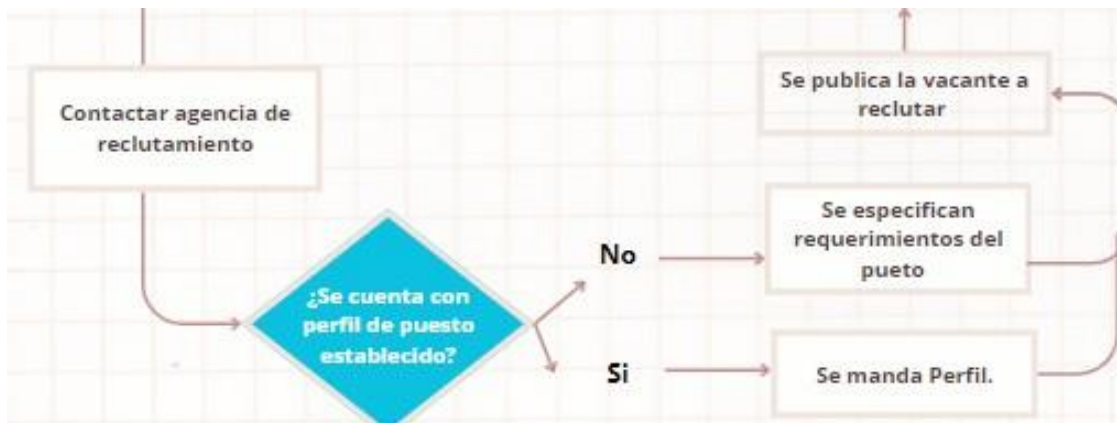 Contactar agencia de
reclutamiento
¿Se cuenta con
perfil de puesto
establecido?
No
Si
Se especifican
requerimientos del
pueto
Se manda Perfil.
Se publica la vacante a
reclutar